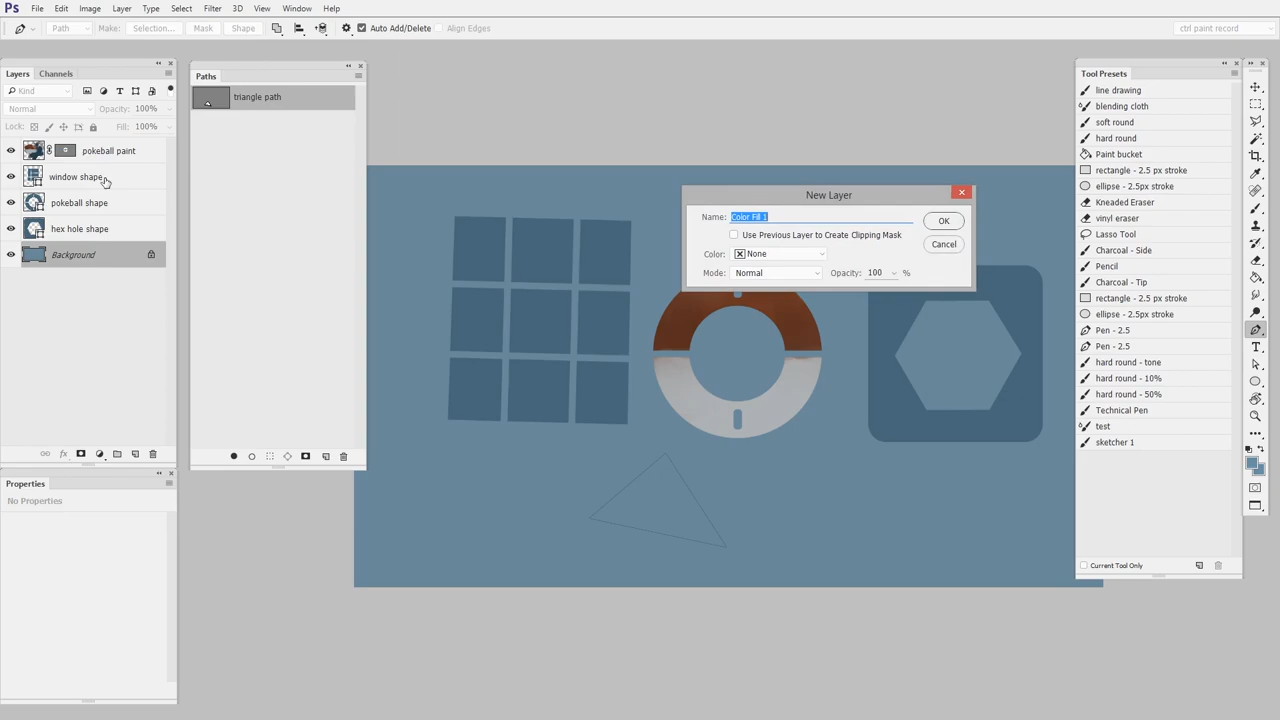 Ps File Edit Image Layer Type Select Filter 3D View Window Help
Path Make: Selection... Mask Shape Auto Add/Delete Align Edges ctrl paint record
Layers Channels
Kind
Normal Opacity: 100%
Lock: Fill: 100%
pokeball paint
window shape
pokeball shape
hex hole shape
Background
fx
Properties
No Properties
Paths
triangle path
New Layer
Name: Color Fill 1
OK
Use Previous Layer to Create Clipping Mask
Color: None
Cancel
Mode: Normal Opacity: 100 %
Tool Presets
line drawing
blending cloth
soft round
hard round
Paint bucket
rectangle - 2.5 px stroke
ellipse - 2.5 px stroke
Kneaded Eraser
vinyl eraser
Lasso Tool
Charcoal - Side
Pencil
Charcoal - Tip
rectangle - 2.5 px stroke
ellipse - 2.5px stroke
Pen - 2.5
Pen - 2.5
hard round - tone
hard round - 10%
hard round - 50%
Technical Pen
test
sketcher 1
Current Tool Only